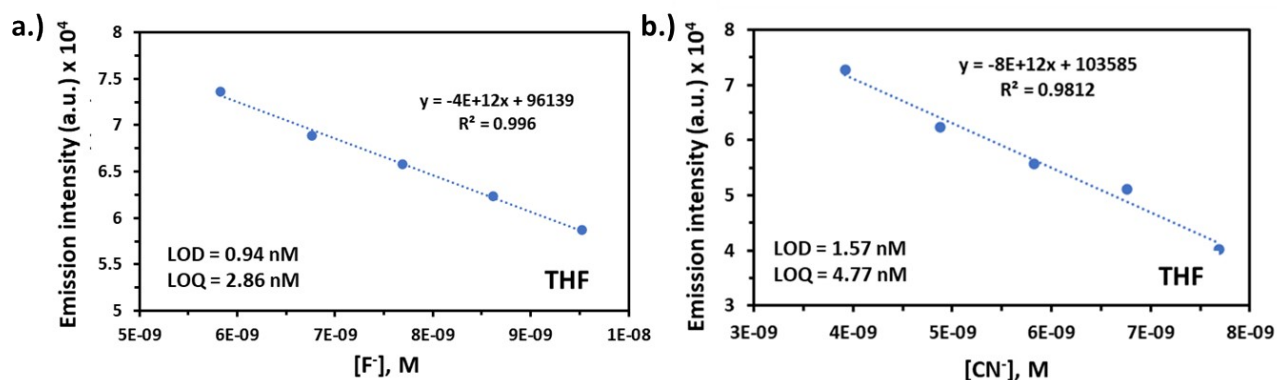 a.)
Emission intensity (a.u.) x 10⁴
8
7.5
7
6.5
6
5.5
5
y = -4E+12x + 96139
R² = 0.996
LOD = 0.94 nM
LOQ = 2.86 nM
THF
5E-09 6E-09 7E-09 8E-09 9E-09 1E-08
[F⁻], M
b.)
Emission intensity (a.u.) x 10⁴
8
7
6
5
4
3
y = -8E+12x + 103585
R² = 0.9812
LOD = 1.57 nM
LOQ = 4.77 nM
THF
3E-09 4E-09 5E-09 6E-09 7E-09 8E-09
[CN⁻], M